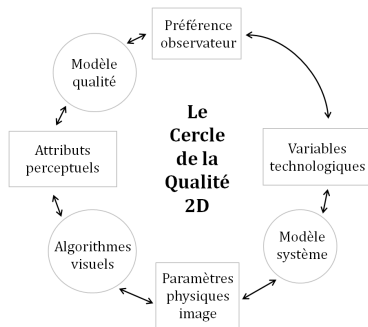 Préférence
observateur
Modèle
qualité
Le
Cercle
de la
Qualité
2D
Attributs
perceptuels
Variables
technologiques
Algorithmes
visuels
Modèle
système
Paramètres
physiques
image